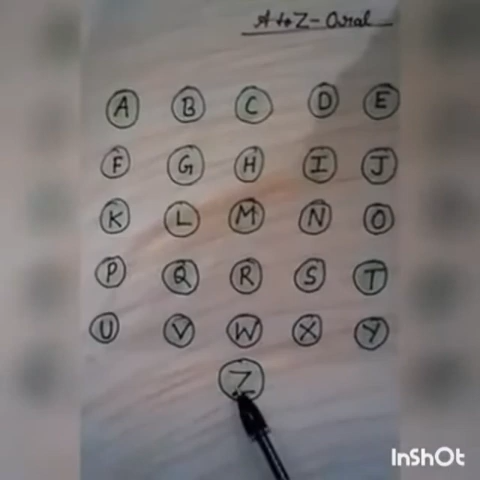 A to Z - Oral
A B C D E
F G H I J
K L M N O
P Q R S T
U V W X Y
Z
InShOt